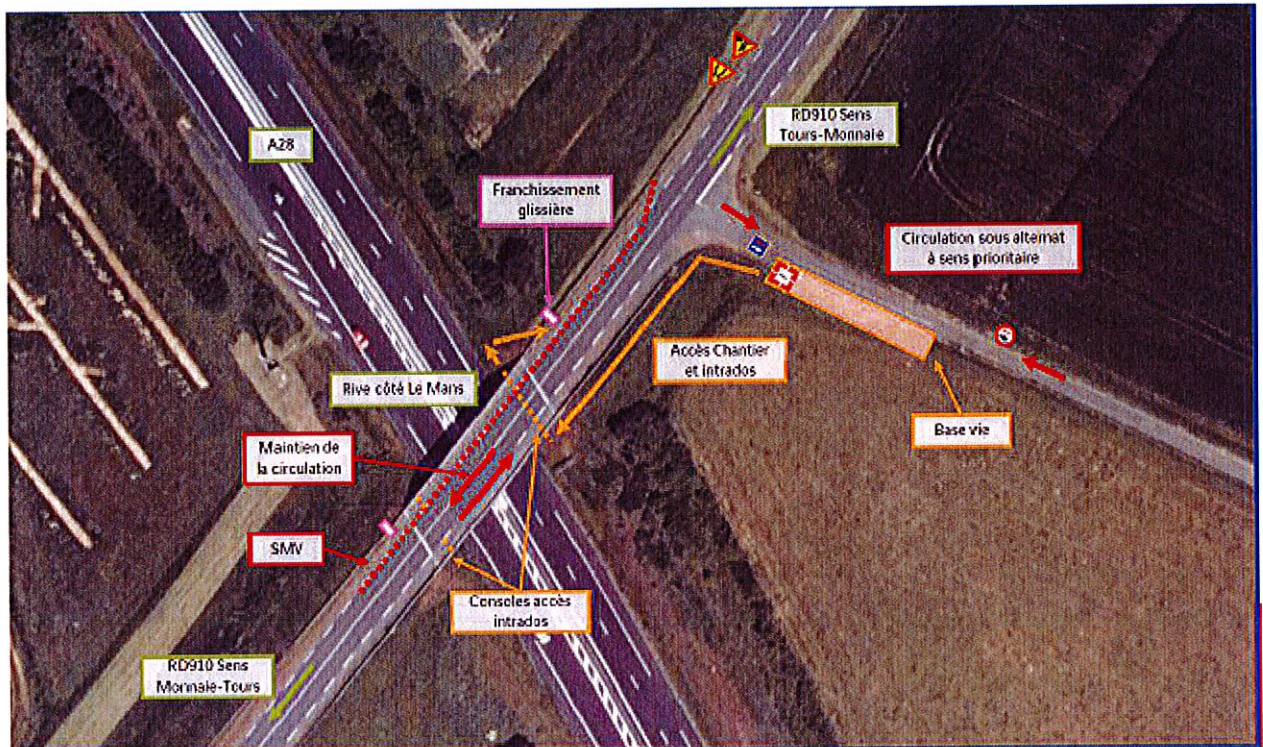 RD910 Sens
Tours-Monnaie
A28
Franchissement
glissière
Circulation sous alternat
à sens prioritaire
Accès Chantier
et intrados
Rive côté Le Mans
Base vie
Maintien de
la circulation
SMV
Consoles accès
intrados
RD910 Sens
Monnaie-Tours